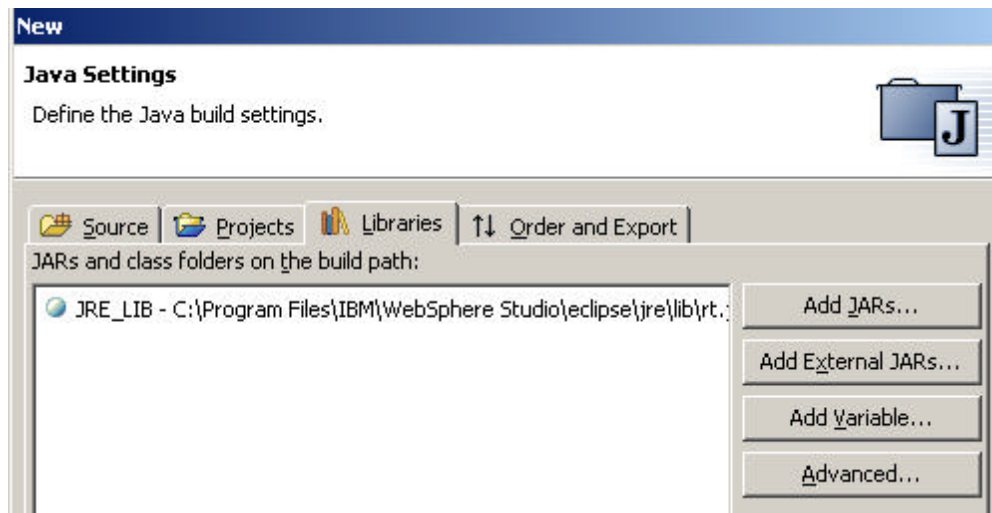 New
Java Settings
Define the Java build settings.
J
Source Projects Libraries Order and Export
JARs and class folders on the build path:
JRE_LIB - C:\Program Files\IBM\WebSphere Studio\eclipse\jre\lib\rt.j
Add JARs...
Add External JARs...
Add Variable...
Advanced...